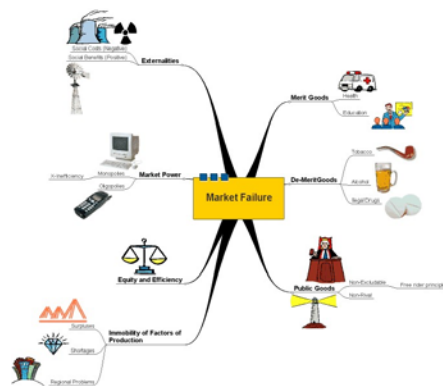 Social Costs (Negative)
Social Benefits (Positive)
Externalities
Merit Goods
Health
Education
X-Inefficiency
Monopolies
Oligopolies
Market Power
Market Failure
De-MeritGoods
Tobacco
Alcohol
Illegal Drugs
Equity and Efficiency
Public Goods
Non-Excludable
Non-Rival
Free rider principle
Immobility of Factors of
Production
Surpluses
Shortages
Regional Problems